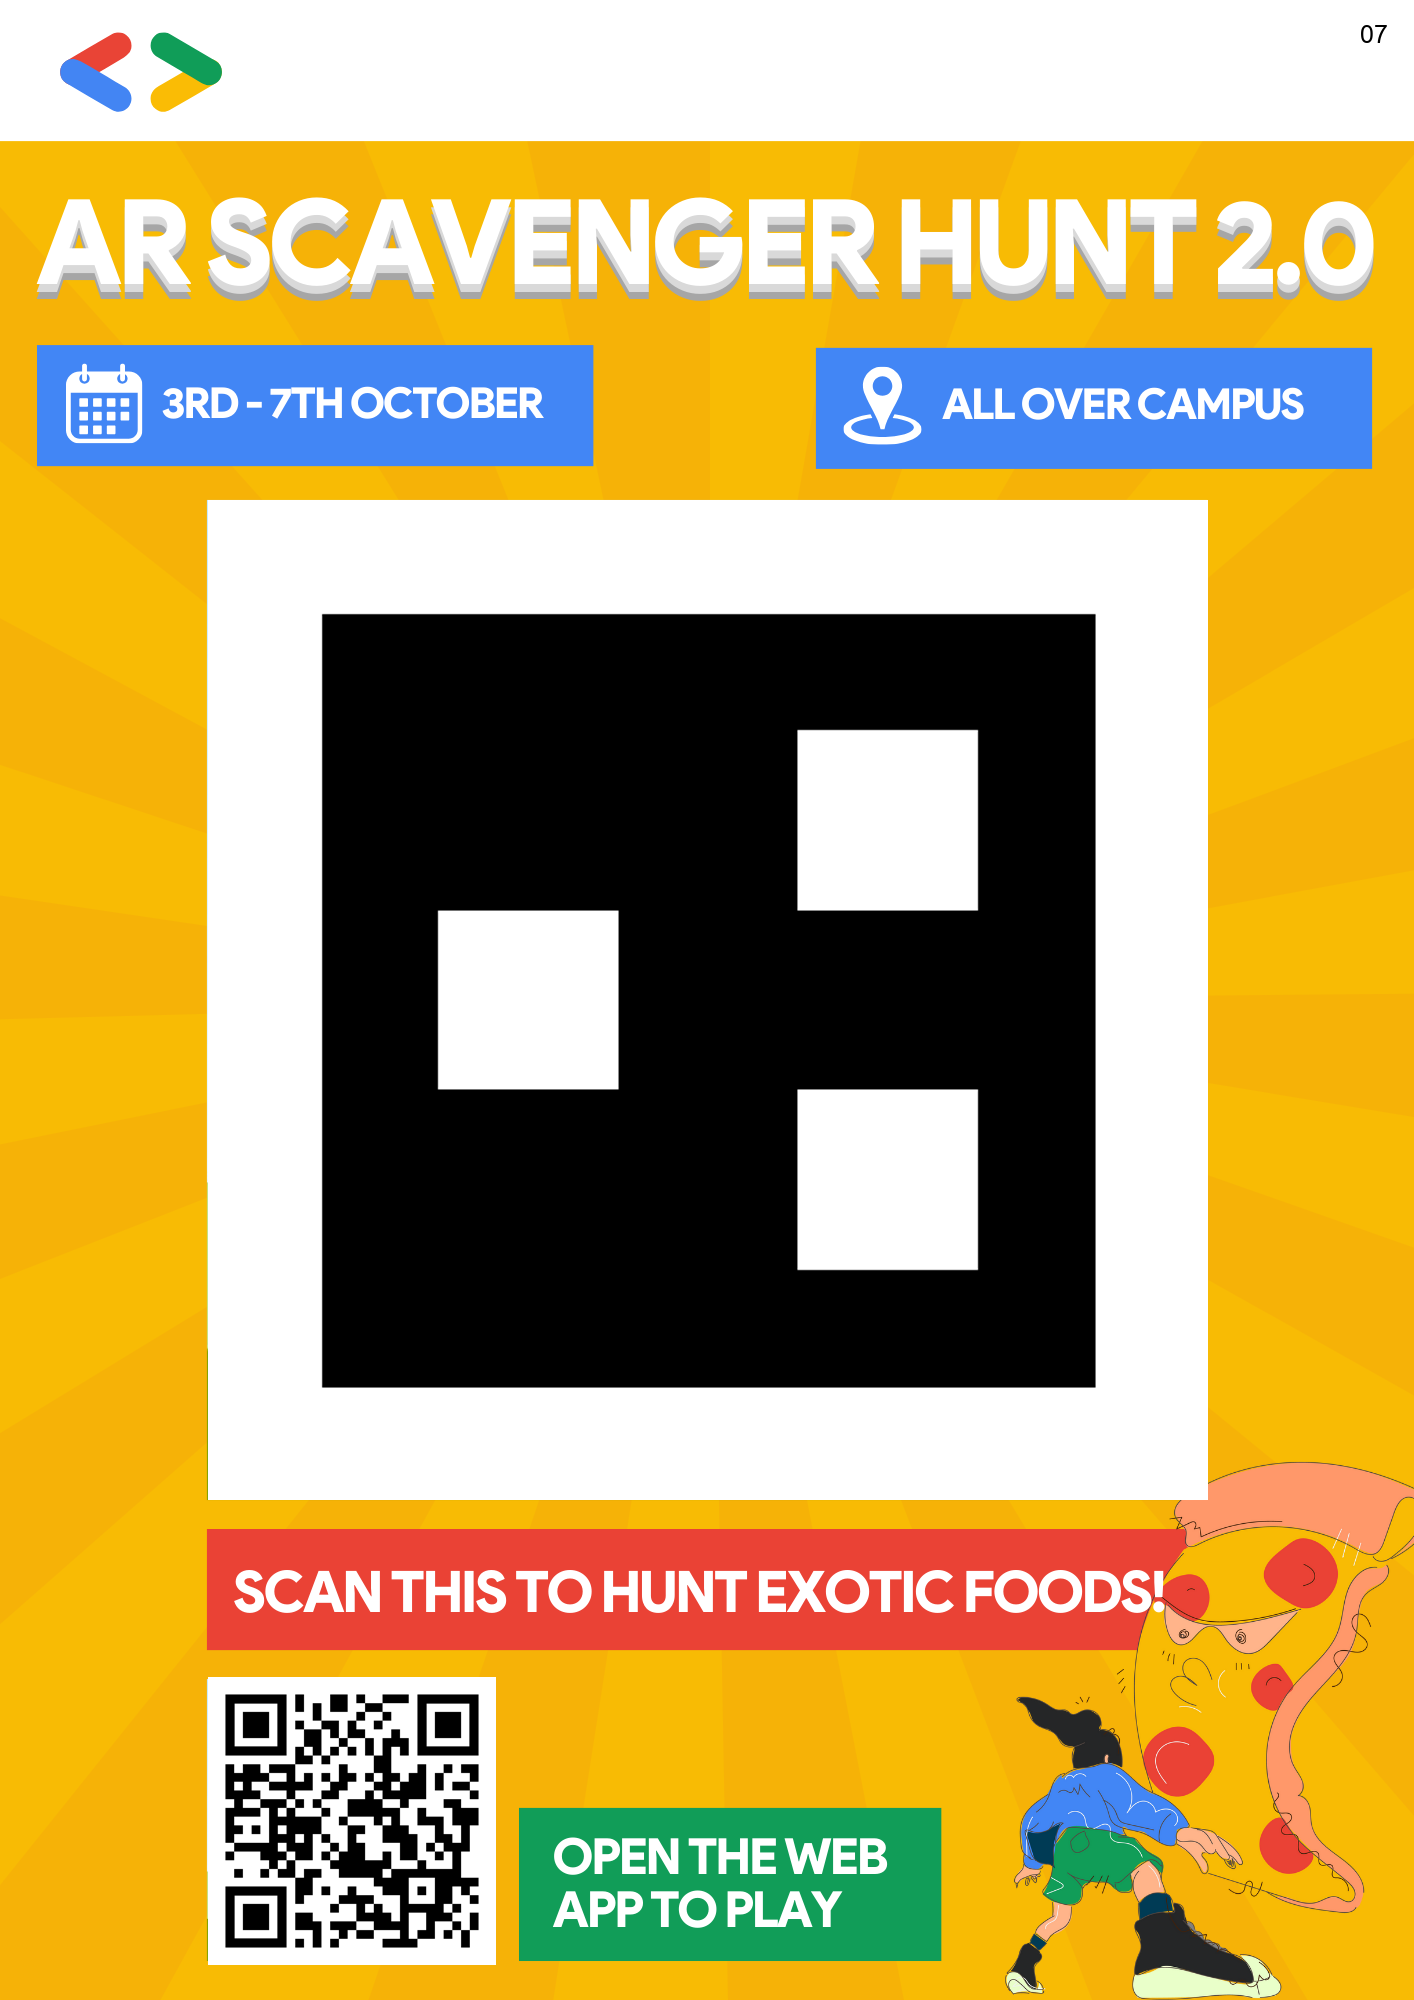 07
AR SCAVENGER HUNT 2.0
3RD - 7TH OCTOBER
ALL OVER CAMPUS
SCAN THIS TO HUNT EXOTIC FOODS!
OPEN THE WEB
APP TO PLAY